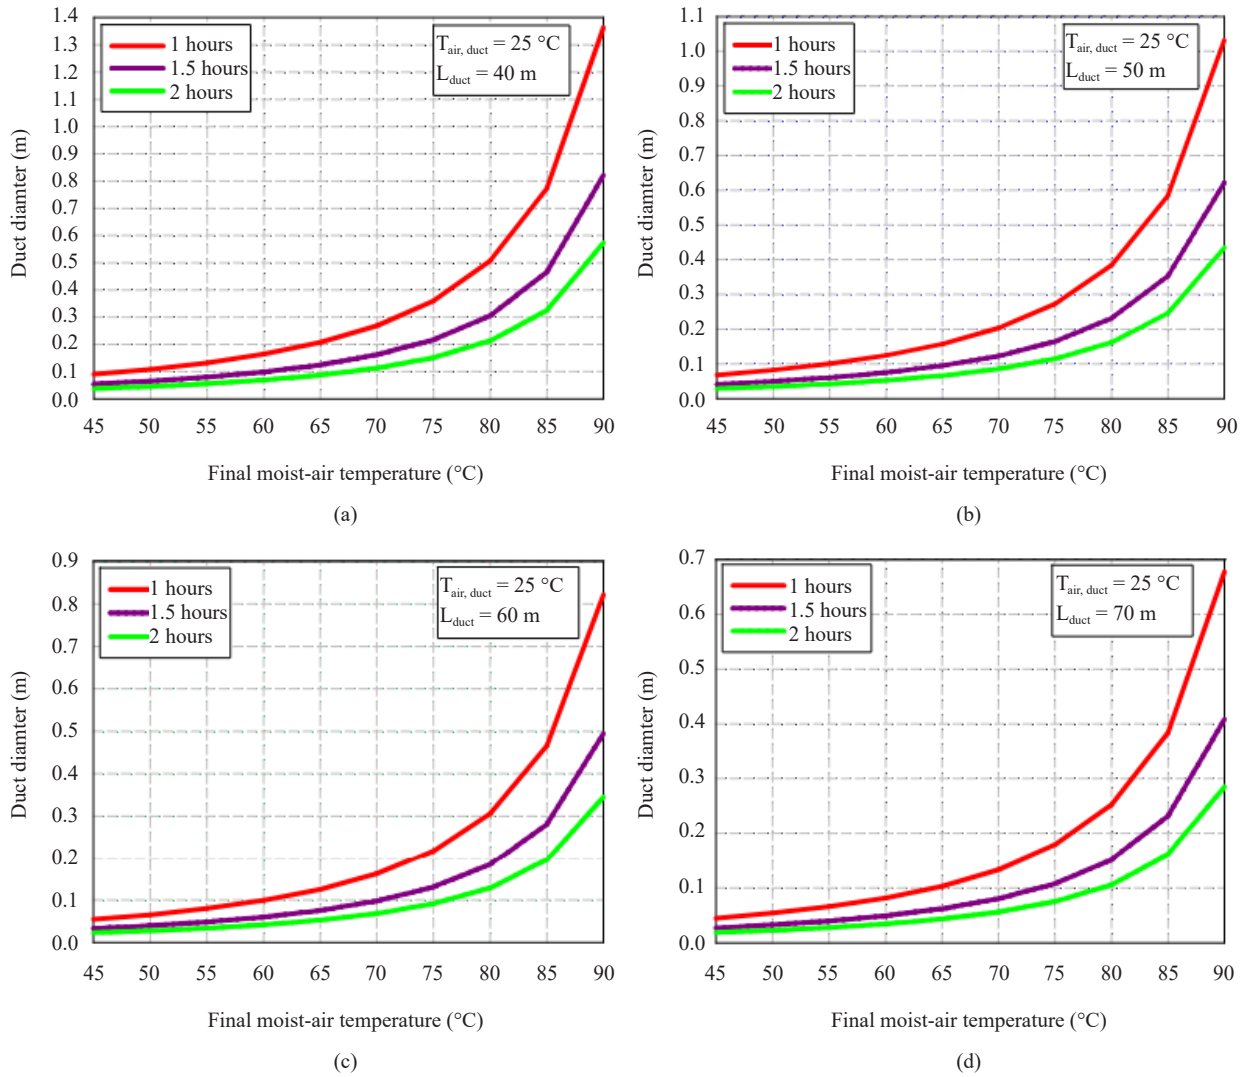 1.4
1.3
1.2
1.1
1.0
0.9
0.8
0.7
0.6
0.5
0.4
0.3
0.2
0.1
0.0
Duct diamter (m)
1 hours
1.5 hours
2 hours
T_air, duct = 25 °C
L_duct = 40 m
45 50 55 60 65 70 75 80 85 90
Final moist-air temperature (°C)
(a)
1.1
1.0
0.9
0.8
0.7
0.6
0.5
0.4
0.3
0.2
0.1
0.0
Duct diamter (m)
1 hours
1.5 hours
2 hours
T_air, duct = 25 °C
L_duct = 50 m
45 50 55 60 65 70 75 80 85 90
Final moist-air temperature (°C)
(b)
0.9
0.8
0.7
0.6
0.5
0.4
0.3
0.2
0.1
0.0
Duct diamter (m)
1 hours
1.5 hours
2 hours
T_air, duct = 25 °C
L_duct = 60 m
45 50 55 60 65 70 75 80 85 90
Final moist-air temperature (°C)
(c)
0.7
0.6
0.5
0.4
0.3
0.2
0.1
0.0
Duct diamter (m)
1 hours
1.5 hours
2 hours
T_air, duct = 25 °C
L_duct = 70 m
45 50 55 60 65 70 75 80 85 90
Final moist-air temperature (°C)
(d)